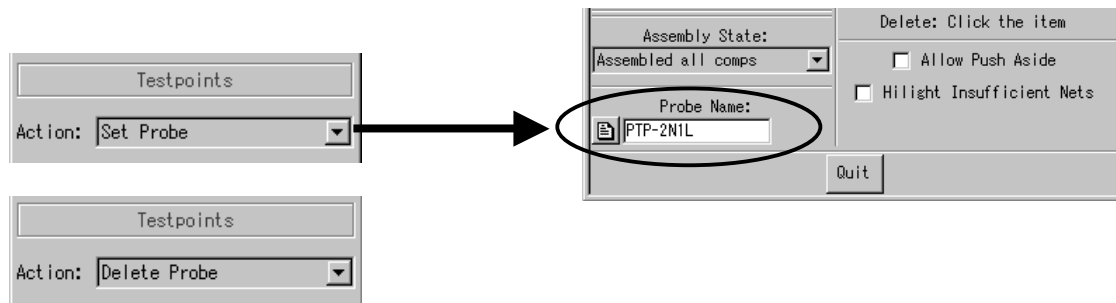 Testpoints
Action: Set Probe
Testpoints
Action: Delete Probe
Assembly State:
Assembled all comps
Probe Name:
PTP-2N1L
Delete: Click the item
Allow Push Aside
Hilight Insufficient Nets
Quit